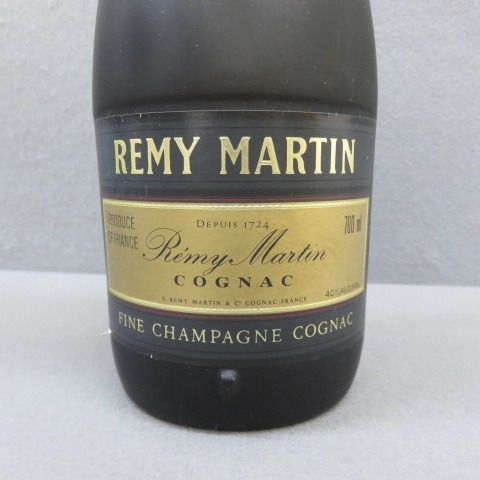 REMY MARTIN
PRODUCE
OF FRANCE
DEPUIS 1724
700 ml
Rémy Martin
COGNAC
E. REMY MARTIN & Cº COGNAC FRANCE
40%ALC/VOL
FINE CHAMPAGNE COGNAC